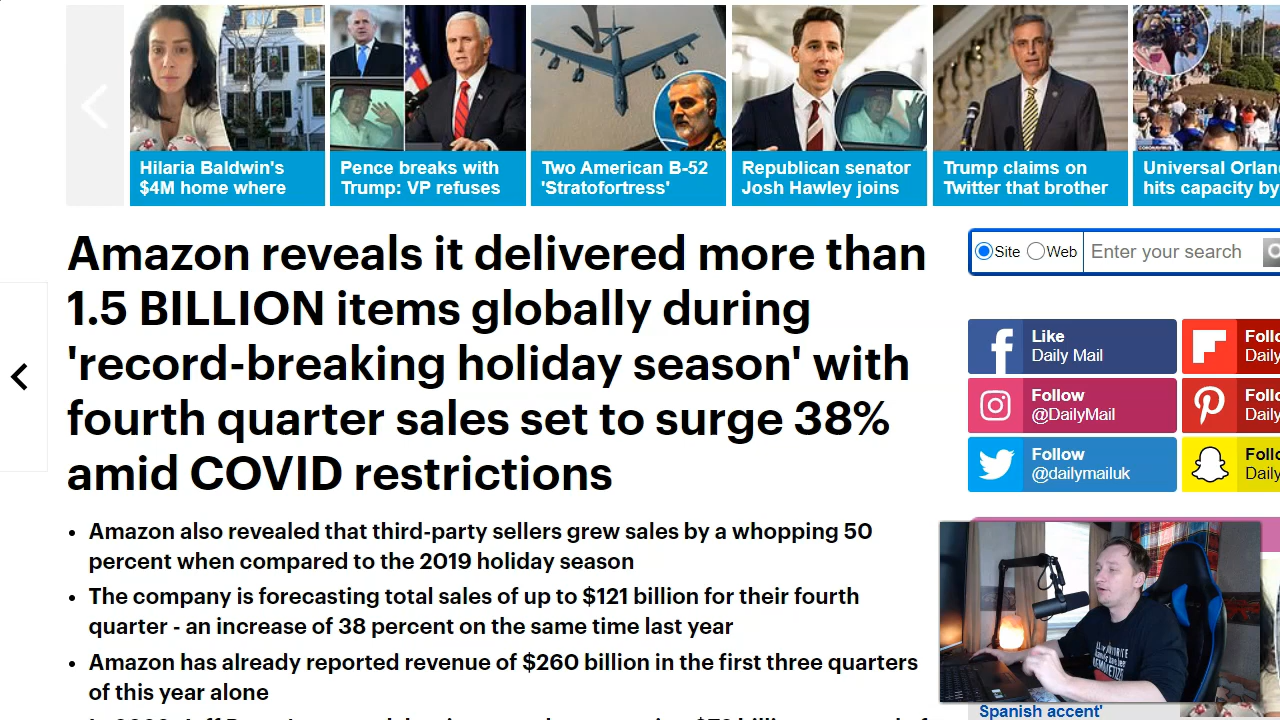 Hilaria Baldwin's
$4M home where
Pence breaks with
Trump: VP refuses
Two American B-52
'Stratofortress'
Republican senator
Josh Hawley joins
Trump claims on
Twitter that brother
Universal Orlan
hits capacity by
Amazon reveals it delivered more than
1.5 BILLION items globally during
'record-breaking holiday season' with
fourth quarter sales set to surge 38%
amid COVID restrictions
Amazon also revealed that third-party sellers grew sales by a whopping 50
percent when compared to the 2019 holiday season
The company is forecasting total sales of up to $121 billion for their fourth
quarter - an increase of 38 percent on the same time last year
Amazon has already reported revenue of $260 billion in the first three quarters
of this year alone
Site Web Enter your search
Like
Daily Mail
Follow
@DailyMail
Follow
@dailymailuk
Follo
Daily
Follo
Daily
Follo
Daily
Spanish accent'